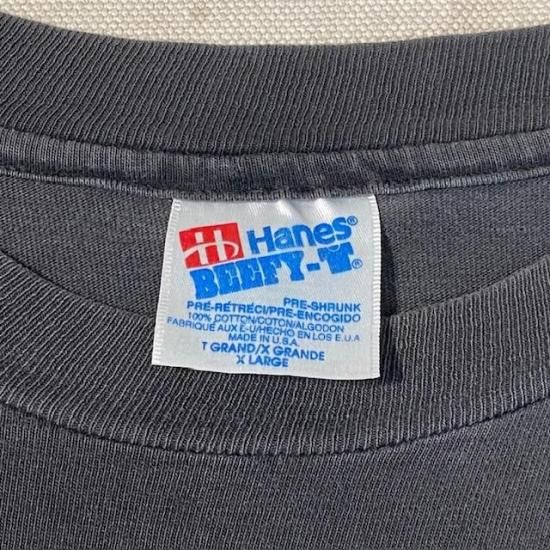 H Hanes®
BEEFY-T®
PRE-SHRUNK
PRÉ-RÉTRÉCI/PRE-ENCOGIDO
100% COTTON/COTON/ALGODON
FABRIQUÉ AUX É-U/HECHO EN LOS E.U.A
MADE IN U.S.A.
T GRAND/X GRANDE
X LARGE